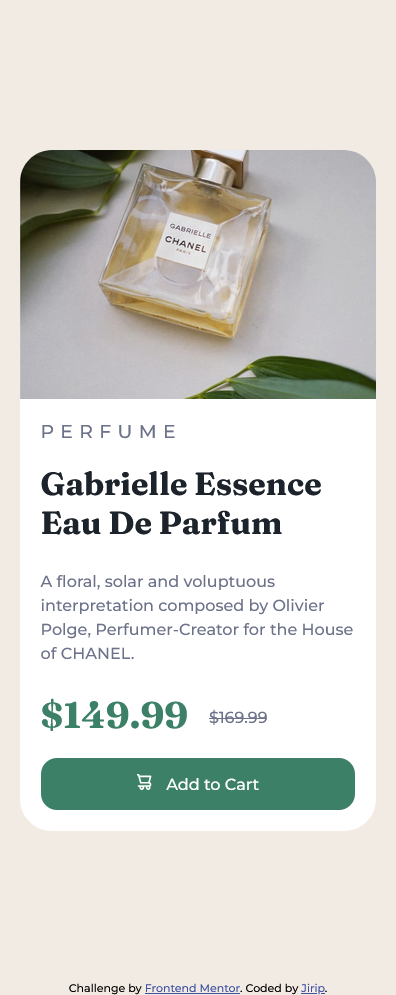 GABRIELLE
CHANEL
PARIS
PERFUME
Gabrielle Essence
Eau De Parfum
A floral, solar and voluptuous
interpretation composed by Olivier
Polge, Perfumer-Creator for the House
of CHANEL.
$149.99 $169.99
Add to Cart
Challenge by Frontend Mentor. Coded by Jirip.